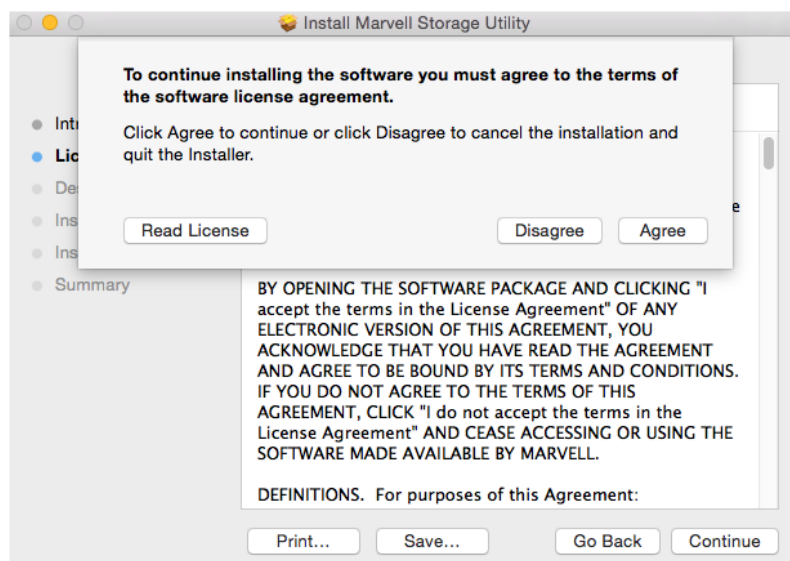 Install Marvell Storage Utility
To continue installing the software you must agree to the terms of
the software license agreement.
Click Agree to continue or click Disagree to cancel the installation and
quit the Installer.
Read License
Disagree
Agree
Summary
BY OPENING THE SOFTWARE PACKAGE AND CLICKING "I
accept the terms in the License Agreement" OF ANY
ELECTRONIC VERSION OF THIS AGREEMENT, YOU
ACKNOWLEDGE THAT YOU HAVE READ THE AGREEMENT
AND AGREE TO BE BOUND BY ITS TERMS AND CONDITIONS.
IF YOU DO NOT AGREE TO THE TERMS OF THIS
AGREEMENT, CLICK "I do not accept the terms in the
License Agreement" AND CEASE ACCESSING OR USING THE
SOFTWARE MADE AVAILABLE BY MARVELL.
DEFINITIONS. For purposes of this Agreement:
Print...
Save...
Go Back
Continue